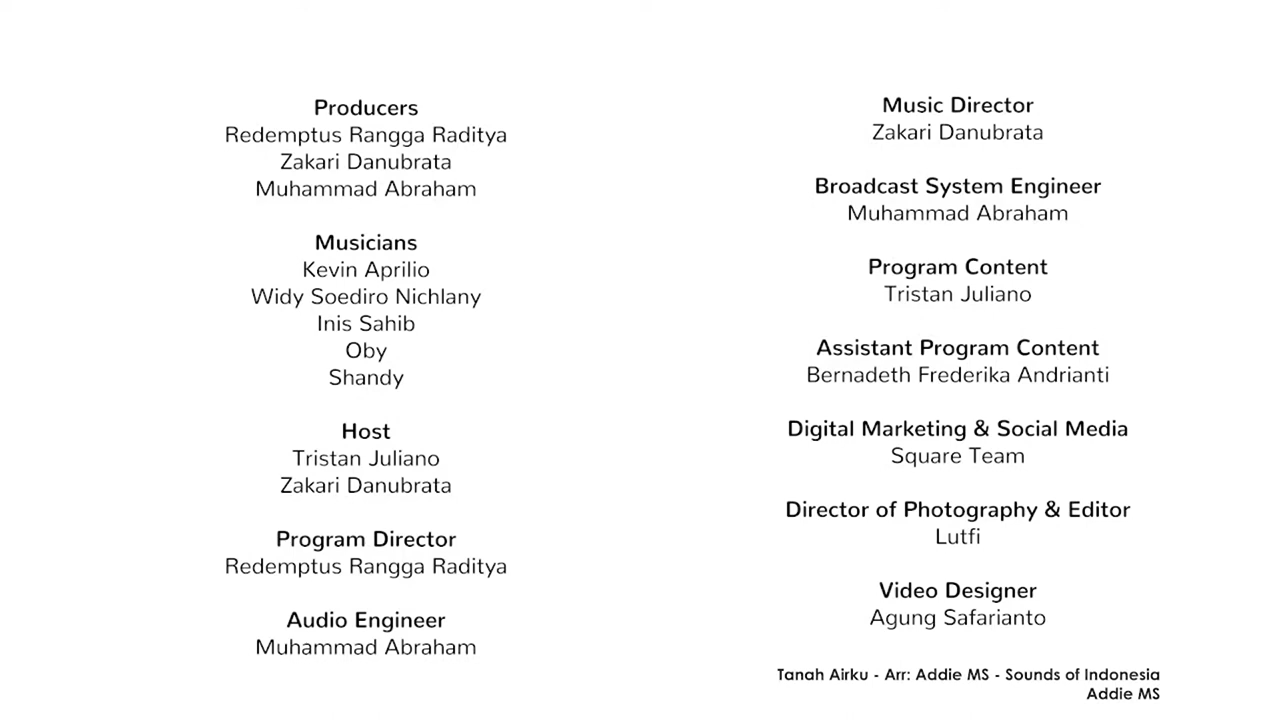 Producers
Redemptus Rangga Raditya
Zakari Danubrata
Muhammad Abraham
Musicians
Kevin Aprilio
Widy Soediro Nichlany
Inis Sahib
Oby
Shandy
Host
Tristan Juliano
Zakari Danubrata
Program Director
Redemptus Rangga Raditya
Audio Engineer
Muhammad Abraham
Music Director
Zakari Danubrata
Broadcast System Engineer
Muhammad Abraham
Program Content
Tristan Juliano
Assistant Program Content
Bernadeth Frederika Andrianti
Digital Marketing & Social Media
Square Team
Director of Photography & Editor
Lutfi
Video Designer
Agung Safarianto
Tanah Airku - Arr: Addie MS - Sounds of Indonesia
Addie MS